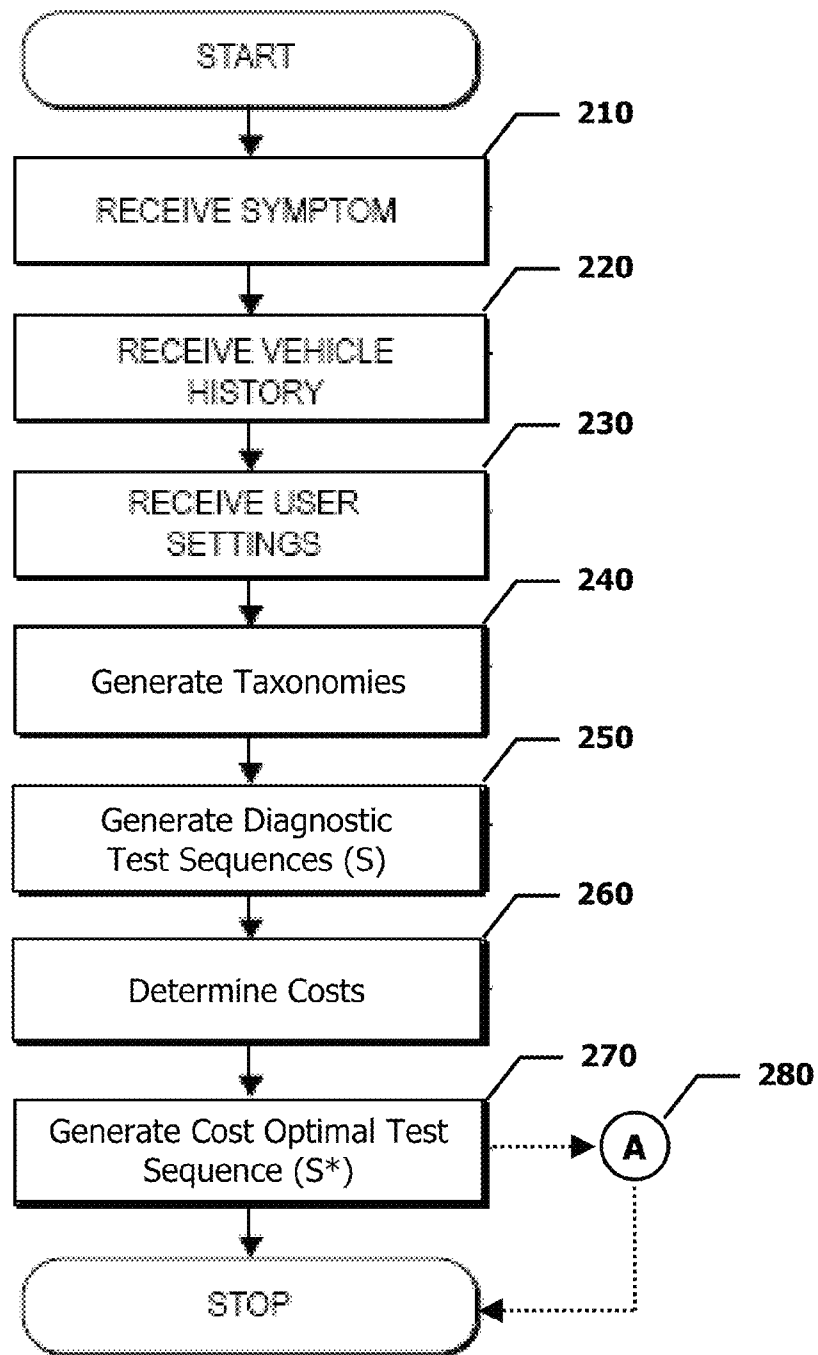 START
210
RECEIVE SYMPTOM
220
RECEIVE VEHICLE
HISTORY
230
RECEIVE USER
SETTINGS
240
Generate Taxonomies
250
Generate Diagnostic
Test Sequences (S)
260
Determine Costs
270
280
Generate Cost Optimal Test
Sequence (S*)
A
STOP